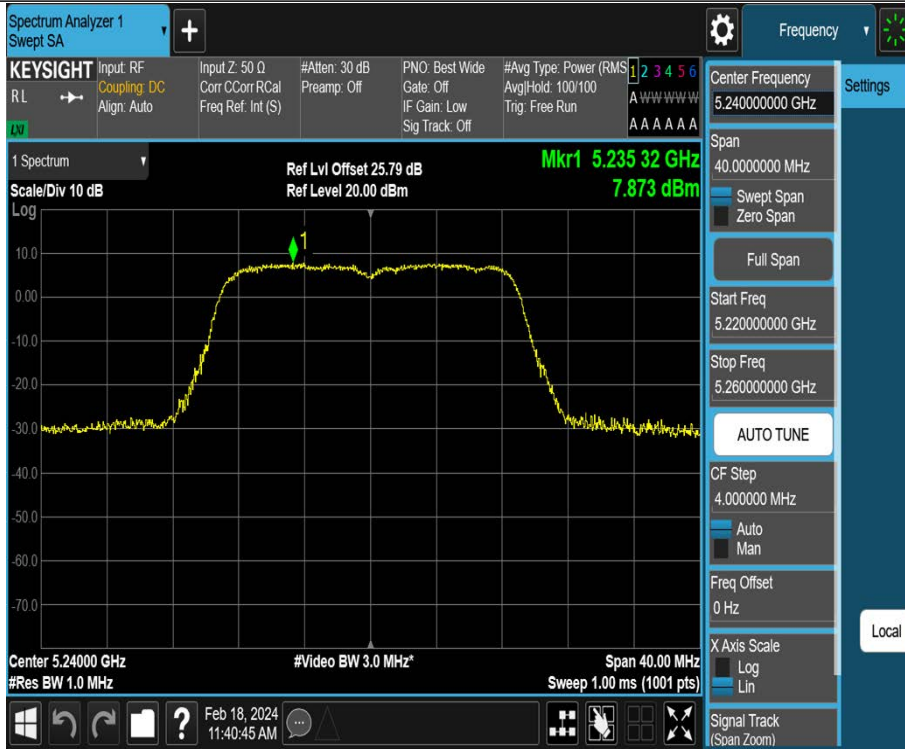 Spectrum Analyzer 1
Swept SA
+
Frequency
KEYSIGHT
RL
LXI
Input: RF
Coupling: DC
Align: Auto
Input Z: 50 Ω
Corr CCorr RCal
Freq Ref: Int (S)
#Atten: 30 dB
Preamp: Off
PNO: Best Wide
Gate: Off
IF Gain: Low
Sig Track: Off
#Avg Type: Power (RMS
Avg|Hold: 100/100
Trig: Free Run
1 2 3 4 5 6
A W W W W W
A A A A A A
1 Spectrum
Scale/Div 10 dB
Log
Ref Lvl Offset 25.79 dB
Ref Level 20.00 dBm
Mkr1 5.235 32 GHz
7.873 dBm
1
10.0
0.00
-10.0
-20.0
-30.0
-40.0
-50.0
-60.0
-70.0
Center 5.24000 GHz
#Res BW 1.0 MHz
#Video BW 3.0 MHz*
Span 40.00 MHz
Sweep 1.00 ms (1001 pts)
Feb 18, 2024
11:40:45 AM
?
Center Frequency
5.240000000 GHz
Span
40.0000000 MHz
Swept Span
Zero Span
Full Span
Start Freq
5.220000000 GHz
Stop Freq
5.260000000 GHz
AUTO TUNE
CF Step
4.000000 MHz
Auto
Man
Freq Offset
0 Hz
X Axis Scale
Log
Lin
Signal Track
(Span Zoom)
Settings
Local